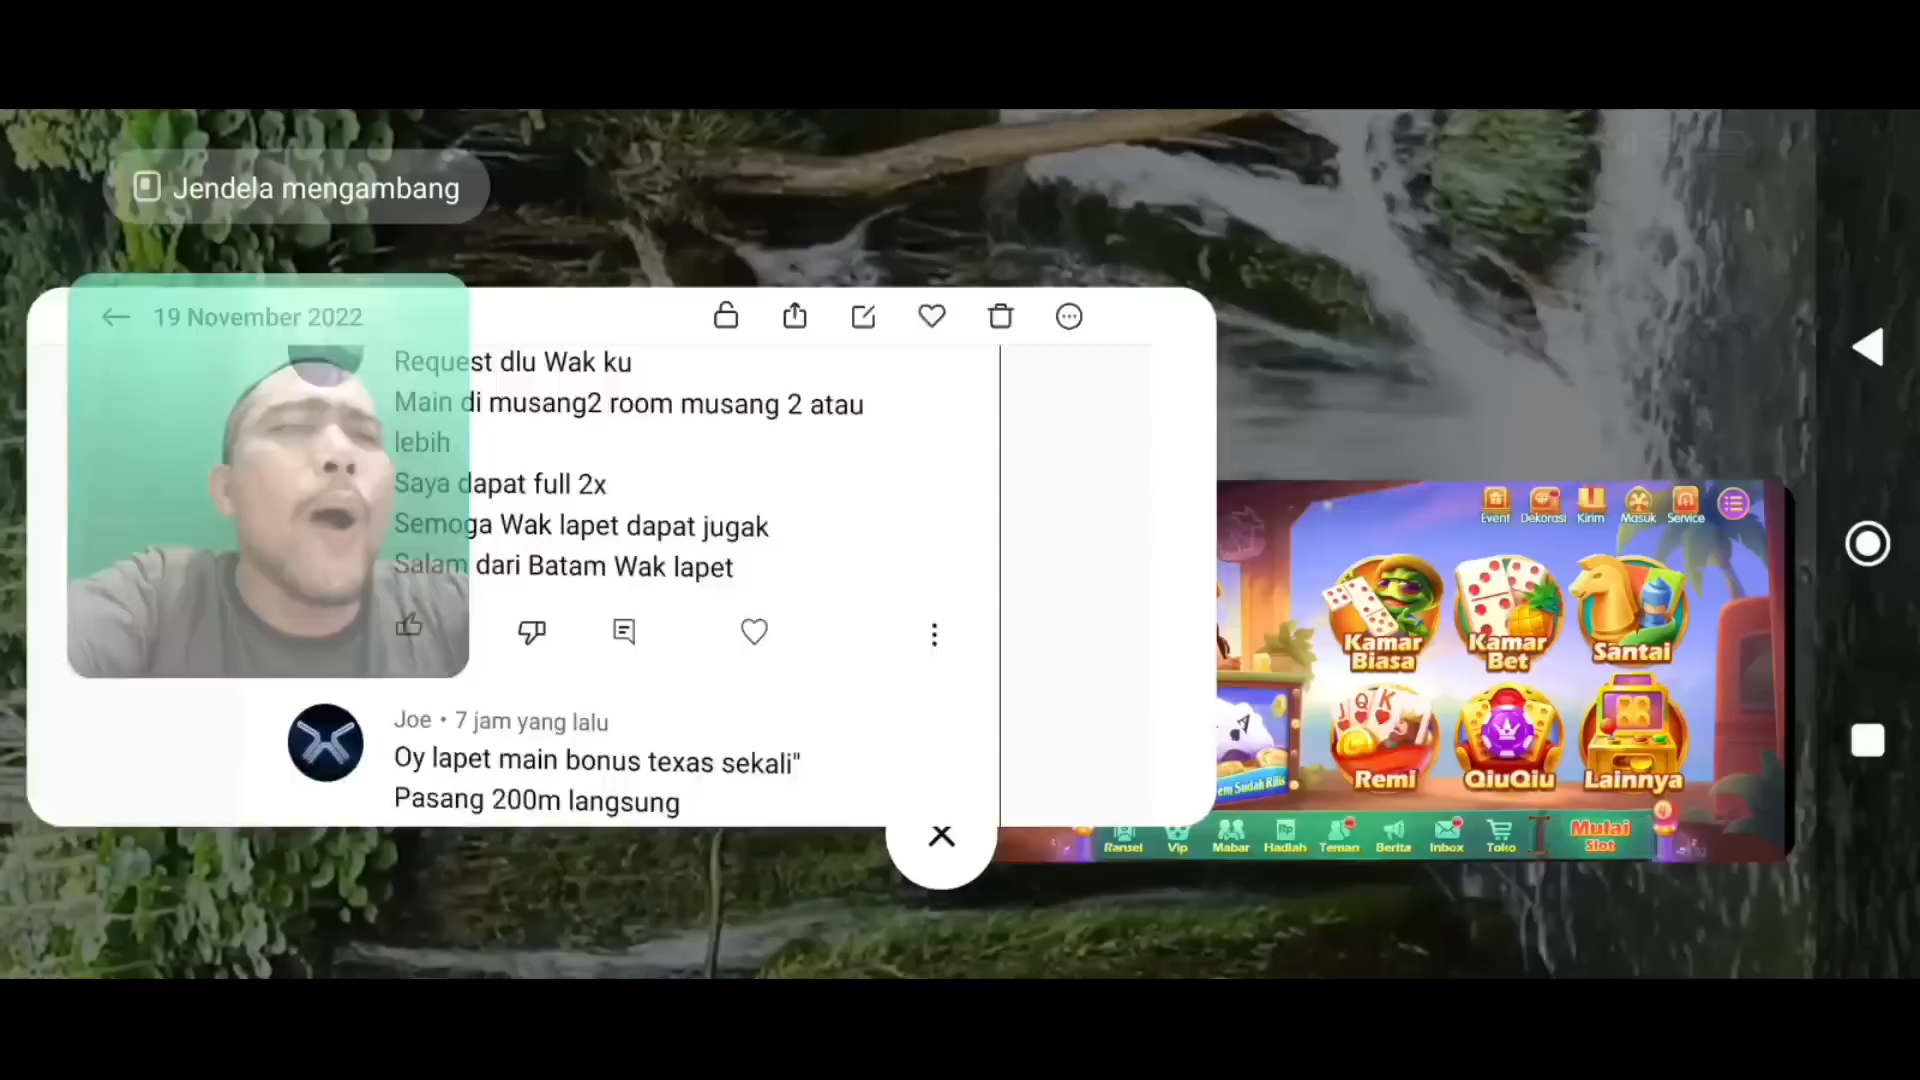 Jendela mengambang
19 November 2022
Request dlu Wak ku
Main di musang2 room musang 2 atau
lebih
Saya dapat full 2x
Semoga Wak lapet dapat jugak
Salam dari Batam Wak lapet
Joe • 7 jam yang lalu
Oy lapet main bonus texas sekali"
Pasang 200m langsung
Event Dekorasi Kirim Masuk Service
Kamar
Biasa
Kamar
Bet
Santai
Remi
QiuQiu
Lainnya
em Sudah Rilis
Ransel Vip Mabar Hadiah Teman Berita Inbox Toko
Mulai
Slot